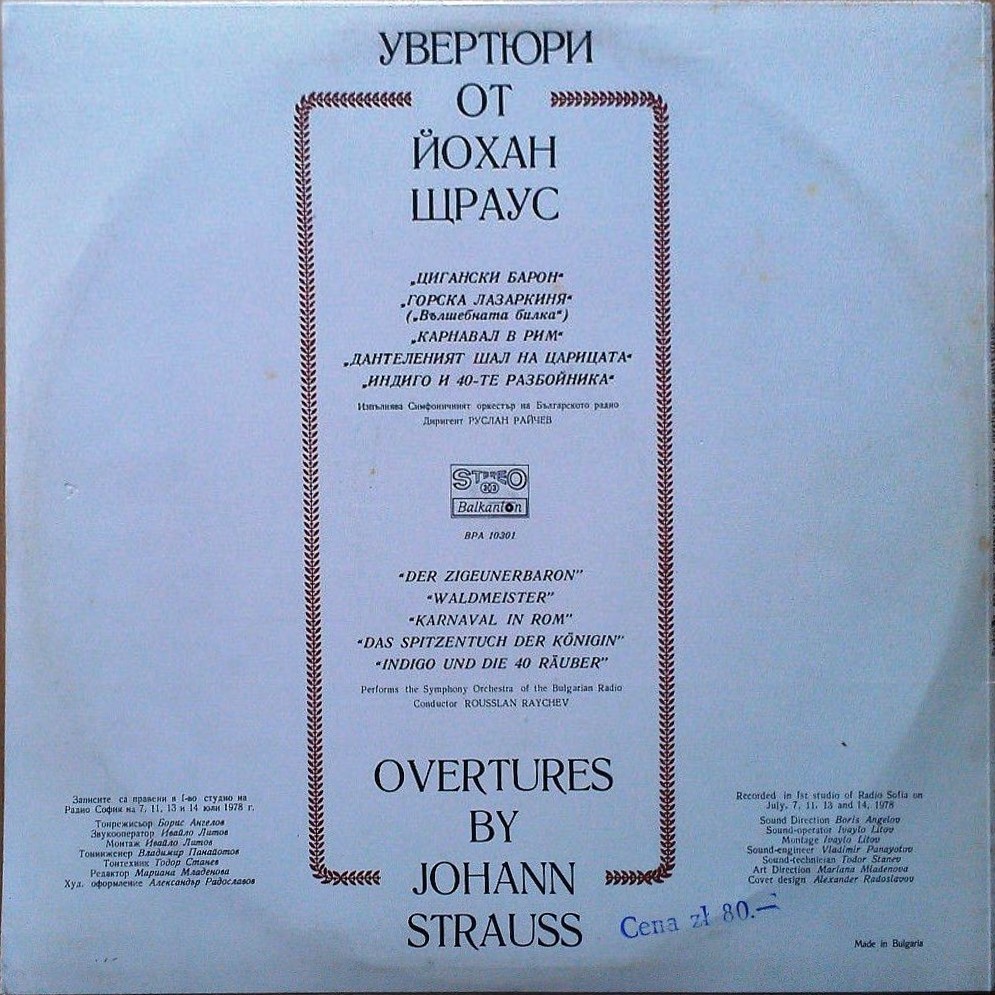 УВЕРТЮРИ
ОТ
ЙОХАН
ЩРАУС
„ЦИГАНСКИ БАРОН“
„ГОРСКА ЛАЗАРКИНЯ“
(„Вълшебната билка“)
„КАРНАВАЛ В РИМ“
„ДАНТЕЛЕНИЯТ ШАЛ НА ЦАРИЦАТА“
„ИНДИГО И 40-ТЕ РАЗБОЙНИКА“
Изпълнява Симфоничният оркестър на Българското радио
Диригент РУСЛАН РАЙЧЕВ
STEREO
Balkanton
ВРА 10301
“DER ZIGEUNERBARON”
“WALDMEISTER”
“KARNAVAL IN ROM”
“DAS SPITZENTUCH DER KÖNIGIN”
“INDIGO UND DIE 40 RÄUBER”
Performs the Symphony Orchestra of the Bulgarian Radio
Conductor ROUSSLAN RAYCHEV
OVERTURES
BY
JOHANN
STRAUSS
Записите са правени в I-во студио на
Радио София на 7, 11, 13 и 14 юли 1978 г.
Тонрежисьор Борис Ангелов
Звукооператор Ивайло Литов
Монтаж Ивайло Литов
Тонинженер Владимир Панайотов
Тонтехник Тодор Станев
Редактор Мариана Младенова
Худ. оформление Александър Радославов
Recorded in Ist studio of Radio Sofia on
July, 7, 11, 13 and 14, 1978
Sound Direction Boris Angelov
Sound-operator Ivaylo Litov
Montage Ivaylo Litov
Sound-engineer Vladimir Panayotov
Sound-technician Todor Stanev
Art Direction Mariana Mladenova
Cover design Alexander Radoslavov
Cena zł 80.—
Made in Bulgaria